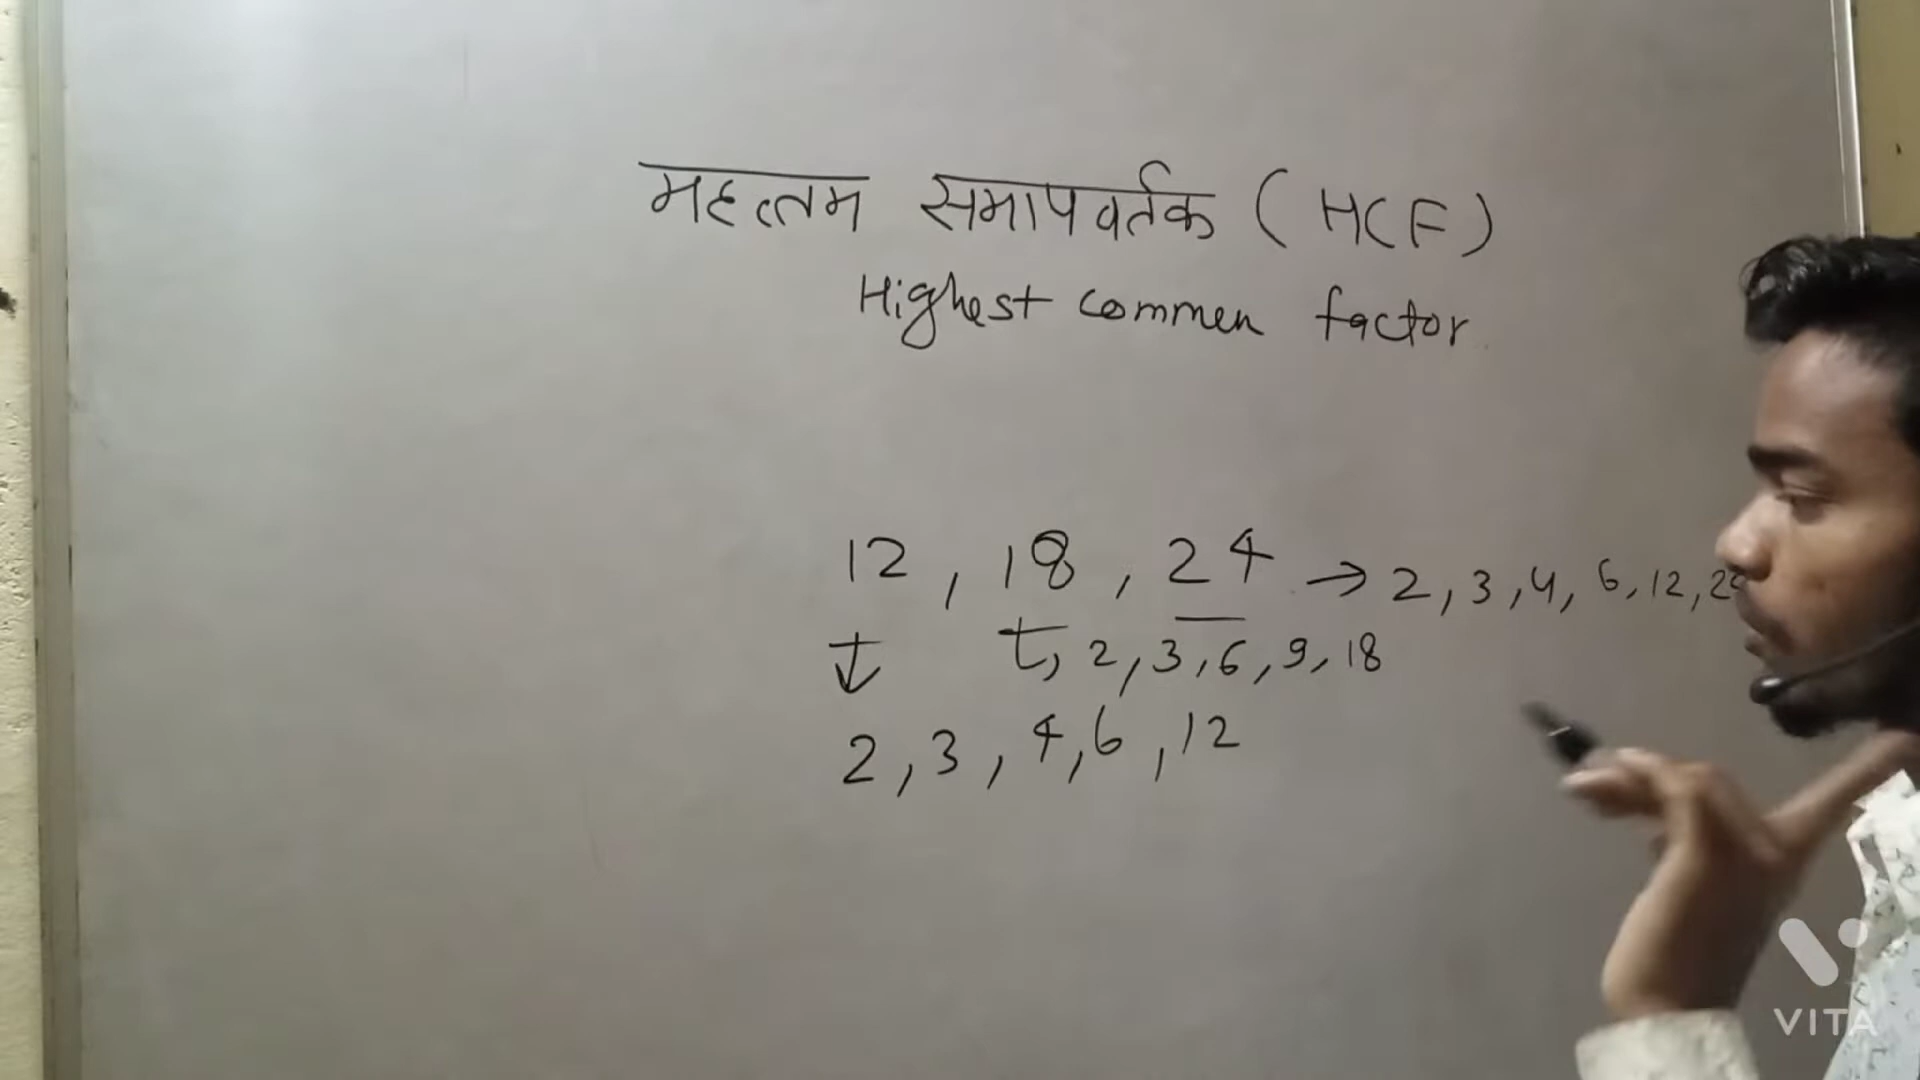 महत्तम समापवर्तक (HCF)
Highest commen factor
12, 18, 24 → 2, 3, 4, 6, 12, 24
2, 3, 6, 9, 18
2, 3, 4, 6, 12
VITA